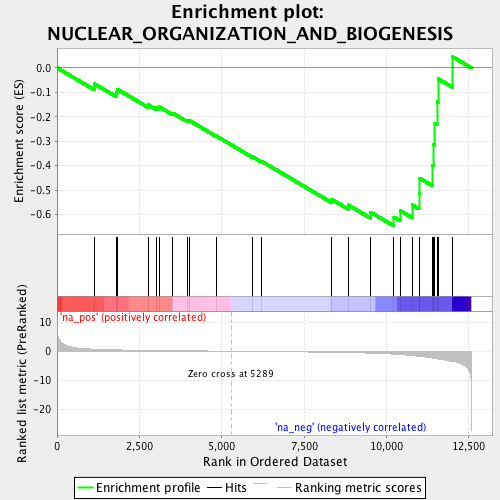 Enrichment plot:
NUCLEAR_ORGANIZATION_AND_BIOGENESIS
Enrichment score (ES)
0.0
-0.1
-0.2
-0.3
-0.4
-0.5
-0.6
'na_pos' (positively correlated)
Ranked list metric (PreRanked)
10
5
0
-5
-10
-15
-20
Zero cross at 5289
'na_neg' (negatively correlated)
0
2,500
5,000
7,500
10,000
12,500
Rank in Ordered Dataset
Enrichment profile
Hits
Ranking metric scores